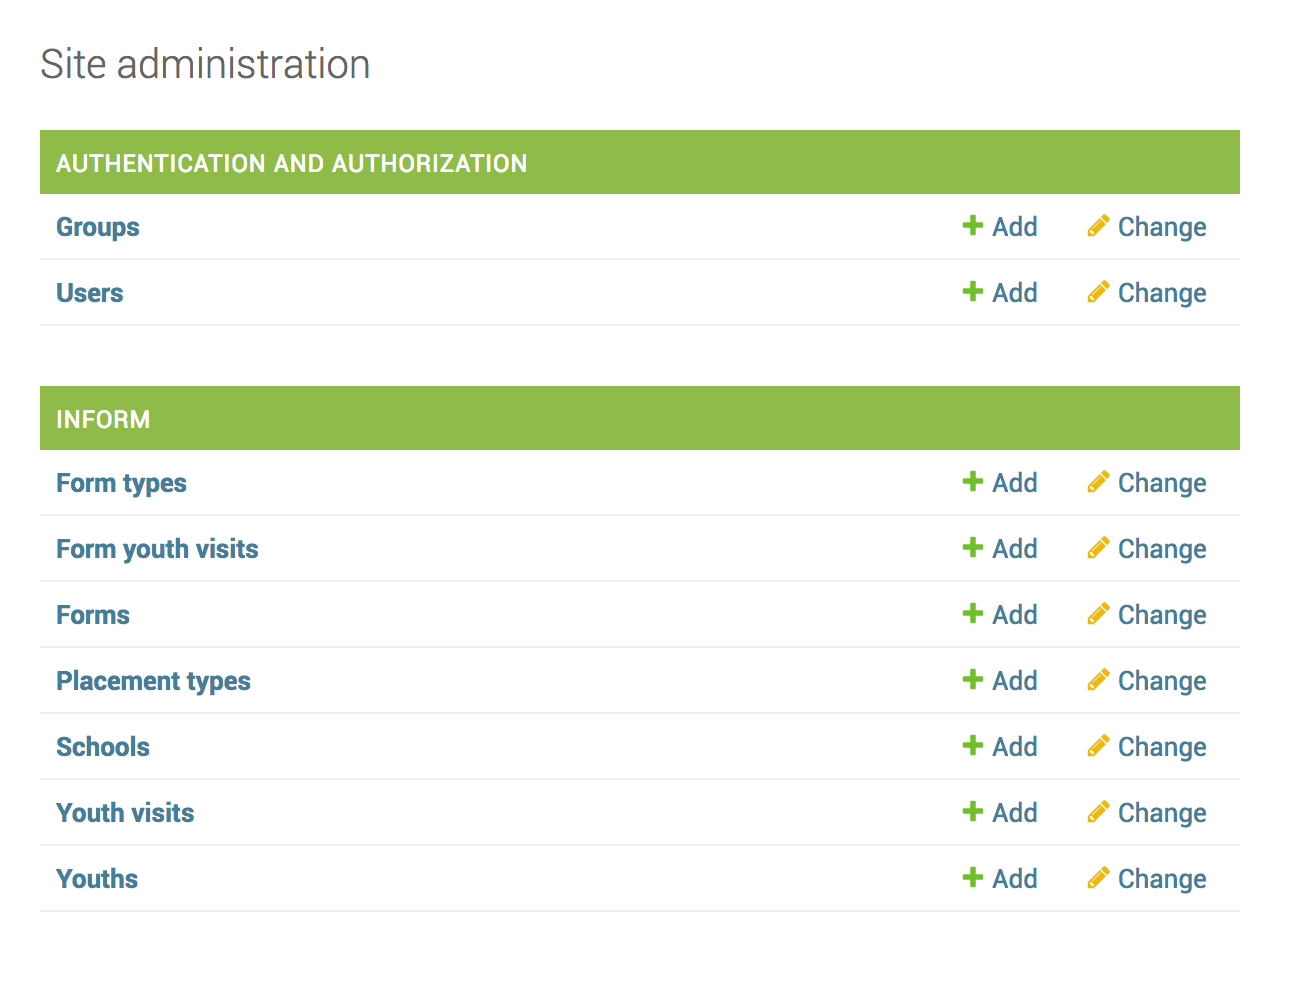 Site administration
AUTHENTICATION AND AUTHORIZATION
Groups Add Change
Users Add Change
INFORM
Form types Add Change
Form youth visits Add Change
Forms Add Change
Placement types Add Change
Schools Add Change
Youth visits Add Change
Youths Add Change